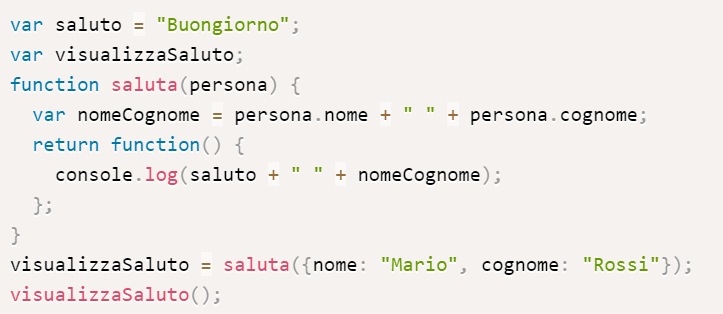 var saluto = "Buongiorno";
var visualizzaSaluto;
function saluta(persona) {
  var nomeCognome = persona.nome + " " + persona.cognome;
  return function() {
    console.log(saluto + " " + nomeCognome);
  };
}
visualizzaSaluto = saluta({nome: "Mario", cognome: "Rossi"});
visualizzaSaluto();